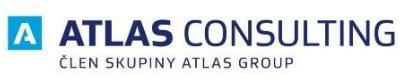 A ATLAS CONSULTING
ČLEN SKUPINY ATLAS GROUP